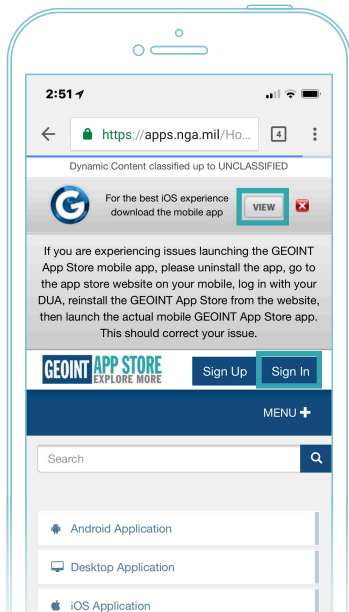 2:51
https://apps.nga.mil/Ho...
4
Dynamic Content classified up to UNCLASSIFIED
For the best iOS experience
download the mobile app
VIEW
If you are experiencing issues launching the GEOINT
App Store mobile app, please uninstall the app, go to
the app store website on your mobile, log in with your
DUA, reinstall the GEOINT App Store from the website,
then launch the actual mobile GEOINT App Store app.
This should correct your issue.
GEOINT APP STORE
EXPLORE MORE
Sign Up
Sign In
MENU +
Search
Android Application
Desktop Application
iOS Application